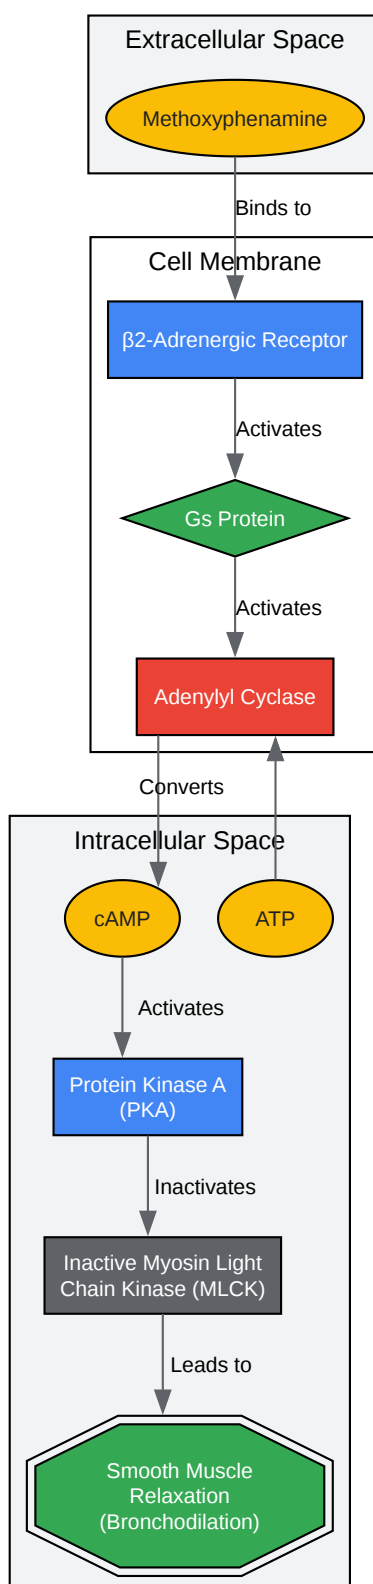 Extracellular Space
Methoxyphenamine
Binds to
Cell Membrane
β2-Adrenergic Receptor
Activates
Gs Protein
Activates
Adenylyl Cyclase
Converts
Intracellular Space
cAMP
ATP
Activates
Protein Kinase A
(PKA)
Inactivates
Inactive Myosin Light
Chain Kinase (MLCK)
Leads to
Smooth Muscle
Relaxation
(Bronchodilation)